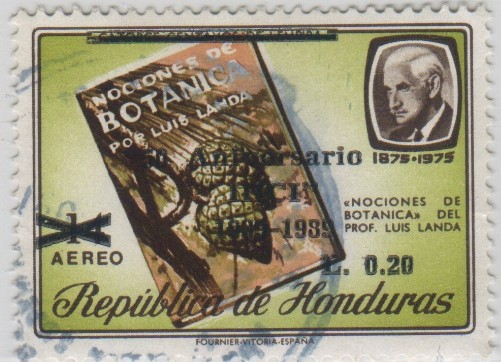 NOCIONES DE
BOTANICA
POR LUIS LANDA
Aniversario
1875-1975
«NOCIONES DE
BOTANICA» DEL
PROF. LUIS LANDA
AEREO
L. 0.20
República de Honduras
FOURNIER-VITORIA-ESPAÑA